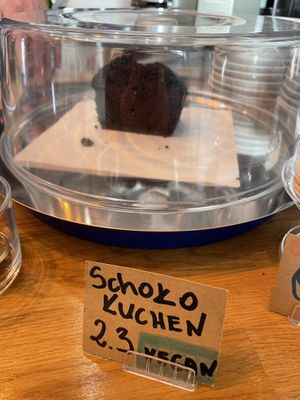 Schoko
KUCHEN
2.3 VEGAN